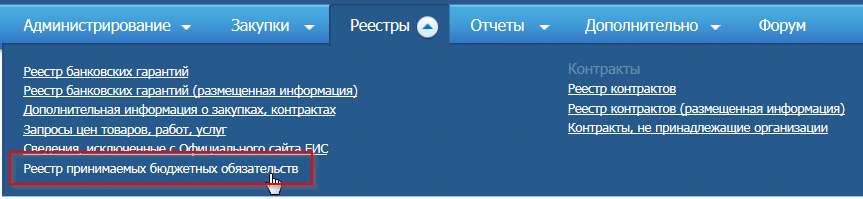 Администрирование Закупки Реестры Отчеты Дополнительно Форум
Реестр банковских гарантий
Реестр банковских гарантий (размещенная информация)
Дополнительная информация о закупках, контрактах
Запросы цен товаров, работ, услуг
Сведения, исключенные с Официального сайта ЕИС
Реестр принимаемых бюджетных обязательств
Контракты
Реестр контрактов
Реестр контрактов (размещенная информация)
Контракты, не принадлежащие организации